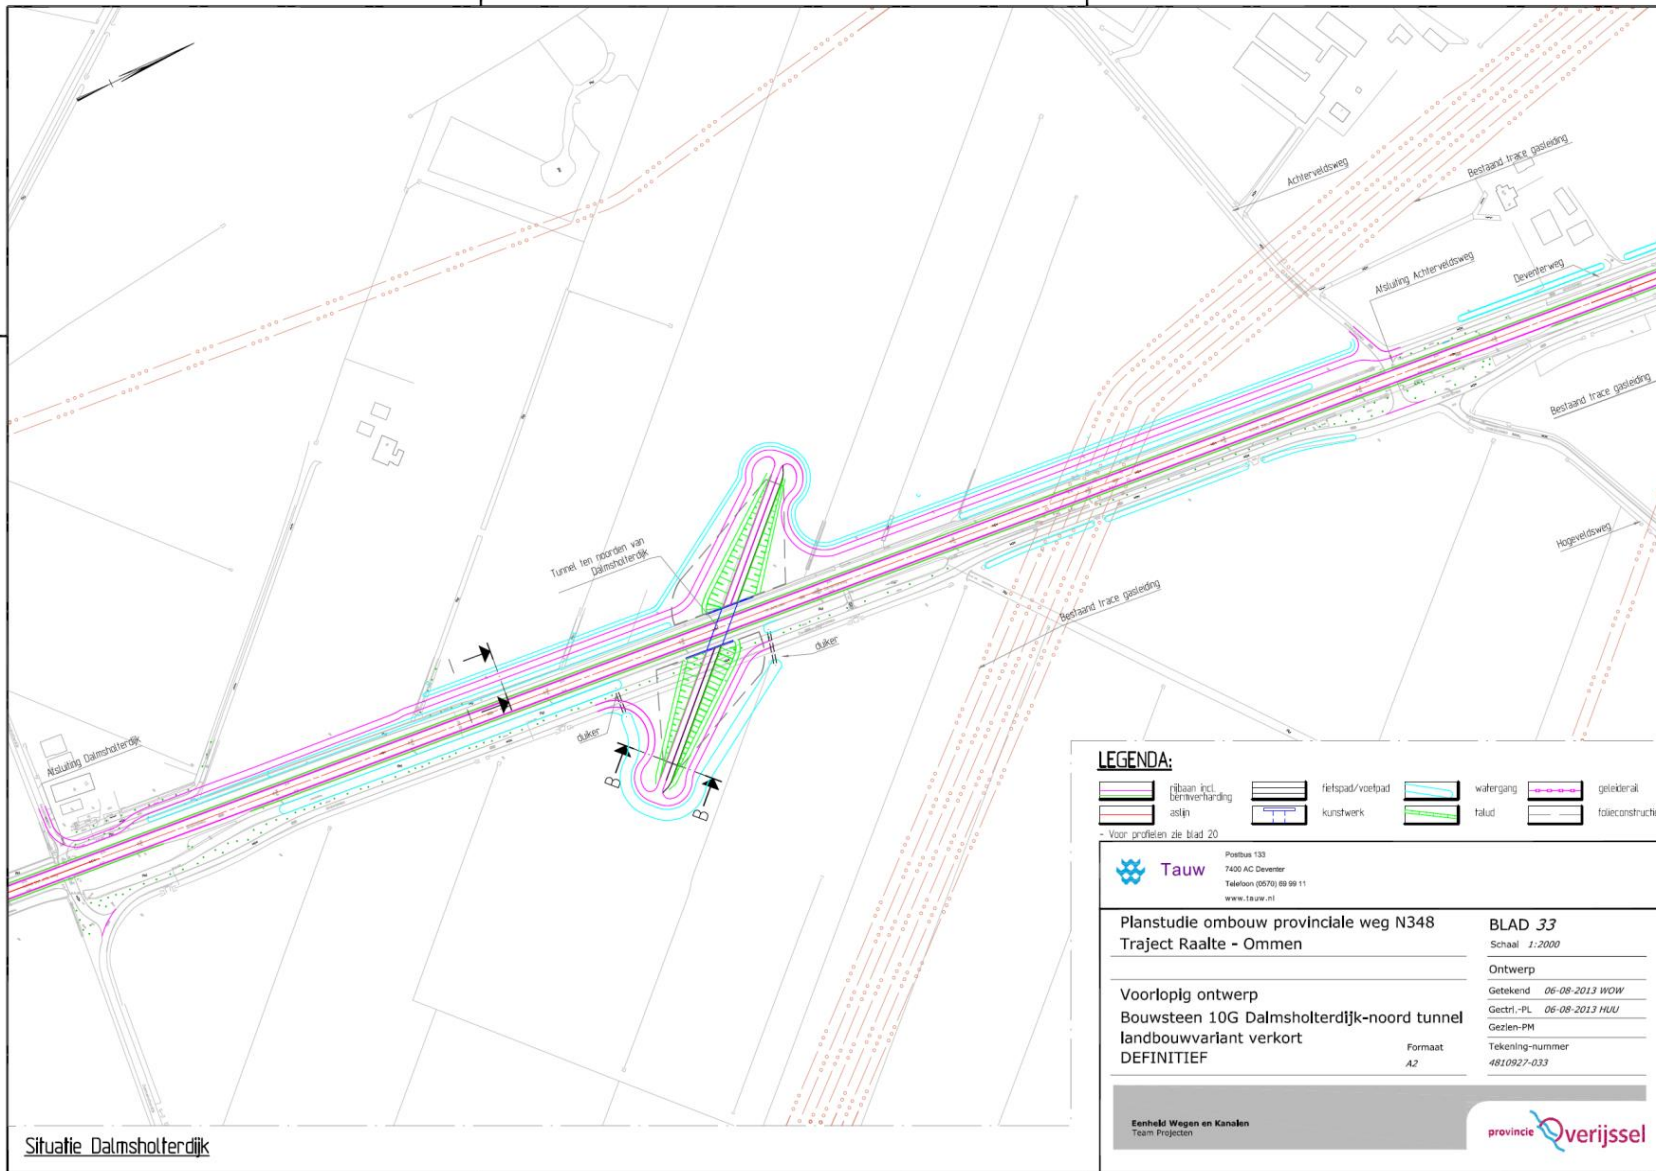 Achterveldsweg
Bestaand trace gasleiding
Afsluiting Achterveldsweg
Deventerweg
Bestaand trace gasleiding
Hogeveldsweg
Tunnel ten noorden van
Dalmsholterdijk
Bestaand trace gasleiding
duiker
duiker
Afsluiting Dalmsholterdijk
B
B
LEGENDA:
rijbaan incl.
bermverharding
fietspad/voetpad
watergang
geleiderail
aslijn
kunstwerk
talud
folieconstructie
- Voor profielen zie blad 20
Tauw
Postbus 133
7400 AC Deventer
Telefoon (0570) 69 99 11
www.tauw.nl
Planstudie ombouw provinciale weg N348
Traject Raalte - Ommen
BLAD 33
Schaal 1:2000
Ontwerp
Getekend 06-08-2013 WOW
Gectrl.-PL 06-08-2013 HUU
Gezien-PM
Voorlopig ontwerp
Bouwsteen 10G Dalmsholterdijk-noord tunnel
landbouwvariant verkort
DEFINITIEF
Formaat
A2
Tekening-nummer
4810927-033
Eenheid Wegen en Kanalen
Team Projecten
provincie Overijssel
Situatie Dalmsholterdijk